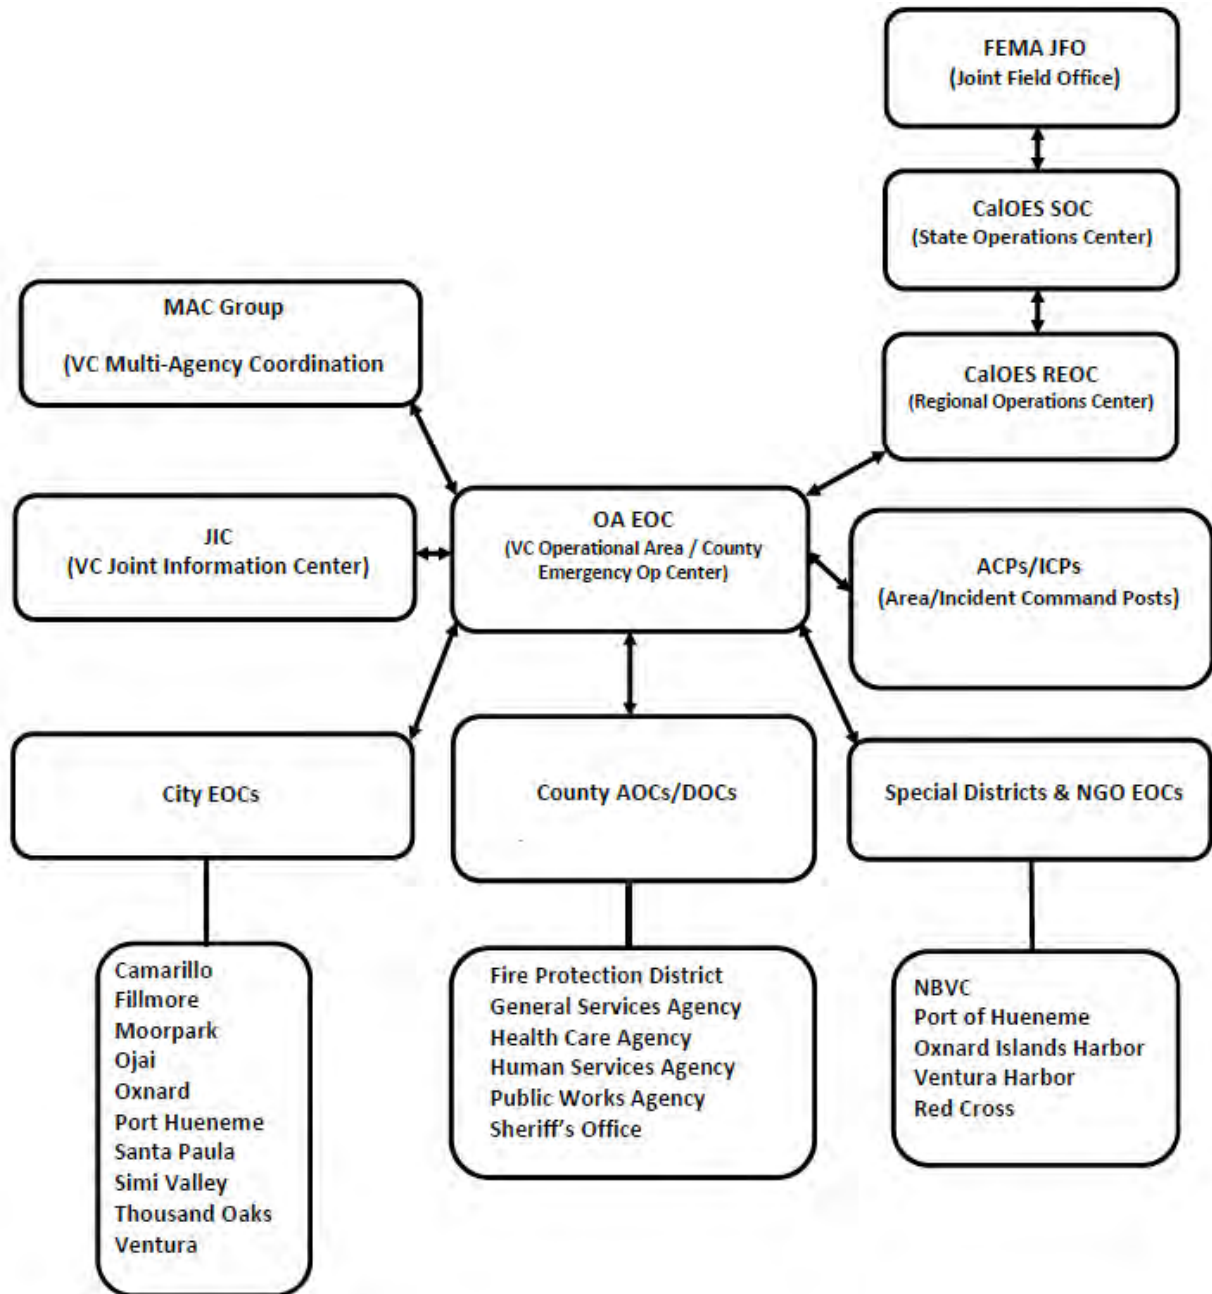 FEMA JFO
(Joint Field Office)
CalOES SOC
(State Operations Center)
MAC Group
(VC Multi-Agency Coordination
CalOES REOC
(Regional Operations Center)
JIC
(VC Joint Information Center)
OA EOC
(VC Operational Area / County
Emergency Op Center)
ACPs/ICPs
(Area/Incident Command Posts)
City EOCs
County AOCs/DOCs
Special Districts & NGO EOCs
Camarillo
Fillmore
Moorpark
Ojai
Oxnard
Port Hueneme
Santa Paula
Simi Valley
Thousand Oaks
Ventura
Fire Protection District
General Services Agency
Health Care Agency
Human Services Agency
Public Works Agency
Sheriff's Office
NBVC
Port of Hueneme
Oxnard Islands Harbor
Ventura Harbor
Red Cross